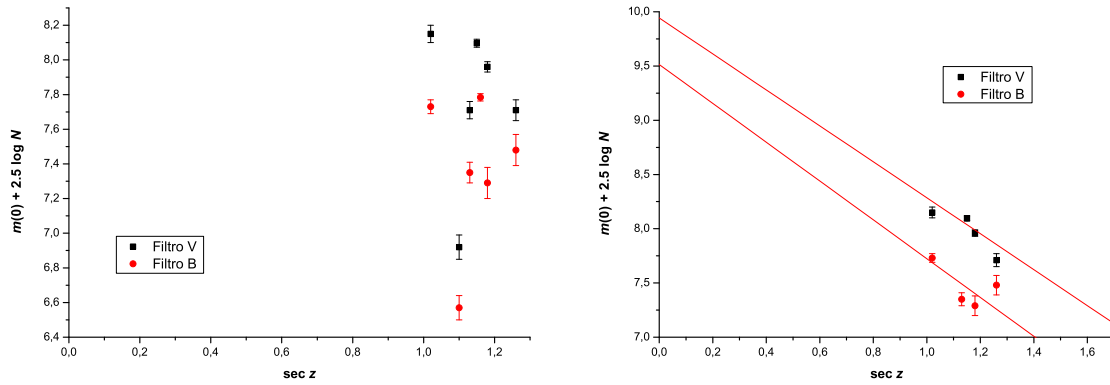 8,2
8,0
7,8
7,6
7,4
7,2
7,0
6,8
6,6
6,4
m(0) + 2.5 log N
Filtro V
Filtro B
0,0 0,2 0,4 0,6 0,8 1,0 1,2
sec z
10,0
9,5
9,0
8,5
8,0
7,5
7,0
m(0) + 2.5 log N
Filtro V
Filtro B
0,0 0,2 0,4 0,6 0,8 1,0 1,2 1,4 1,6
sec z